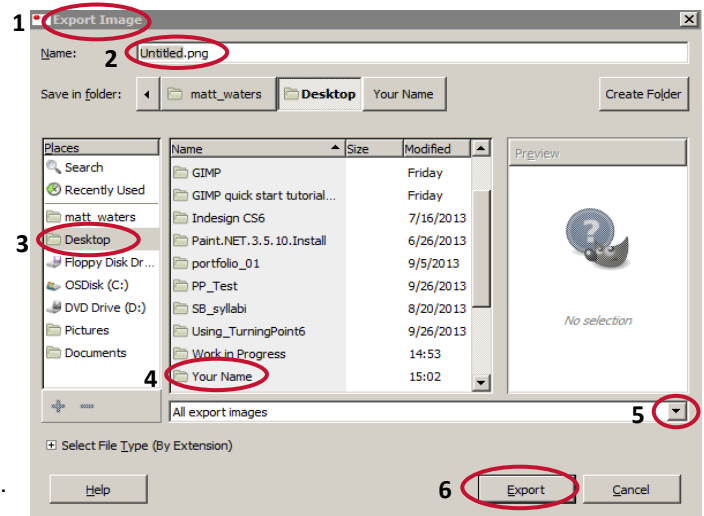 1 Export Image
Name: 2 Untitled.png
Save in folder: matt_waters Desktop Your Name Create Folder
Places Name Size Modified Preview
Search GIMP Friday
Recently Used GIMP quick start tutorial... Friday
matt_waters Indesign CS6 7/16/2013
3 Desktop Paint.NET.3.5.10.Install 6/26/2013
Floppy Disk Dr... portfolio_01 9/5/2013
OSDisk (C:) PP_Test 9/26/2013
DVD Drive (D:) SB_syllabi 8/20/2013
No selection
Pictures Using_TurningPoint6 9/26/2013
Documents Work in Progress 14:53
4 Your Name 15:02
All export images 5
Select File Type (By Extension)
. Help 6 Export Cancel